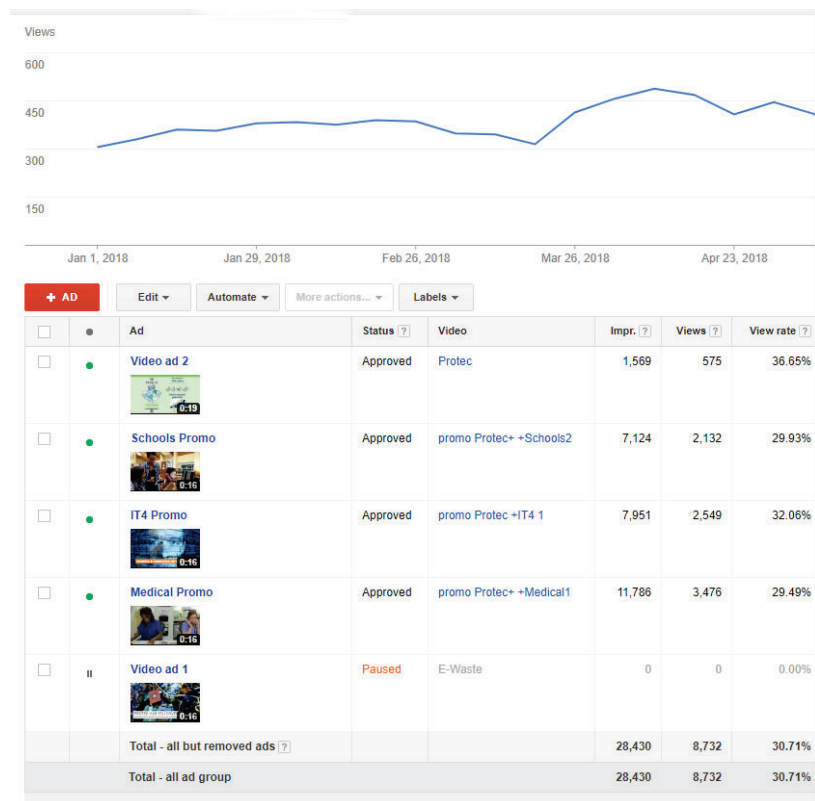 Views
600
450
300
150
Jan 1, 2018 Jan 29, 2018 Feb 26, 2018 Mar 26, 2018 Apr 23, 2018
+ AD Edit Automate More actions... Labels
Ad Status ? Video Impr. ? Views ? View rate ?
Video ad 2 Approved Protec 1,569 575 36.65%
0:19
Schools Promo Approved promo Protec+ +Schools2 7,124 2,132 29.93%
0:16
IT4 Promo Approved promo Protec +IT4 1 7,951 2,549 32.06%
0:16
Medical Promo Approved promo Protec+ +Medical1 11,786 3,476 29.49%
0:16
Video ad 1 Paused E-Waste 0 0 0.00%
0:16
Total - all but removed ads ? 28,430 8,732 30.71%
Total - all ad group 28,430 8,732 30.71%